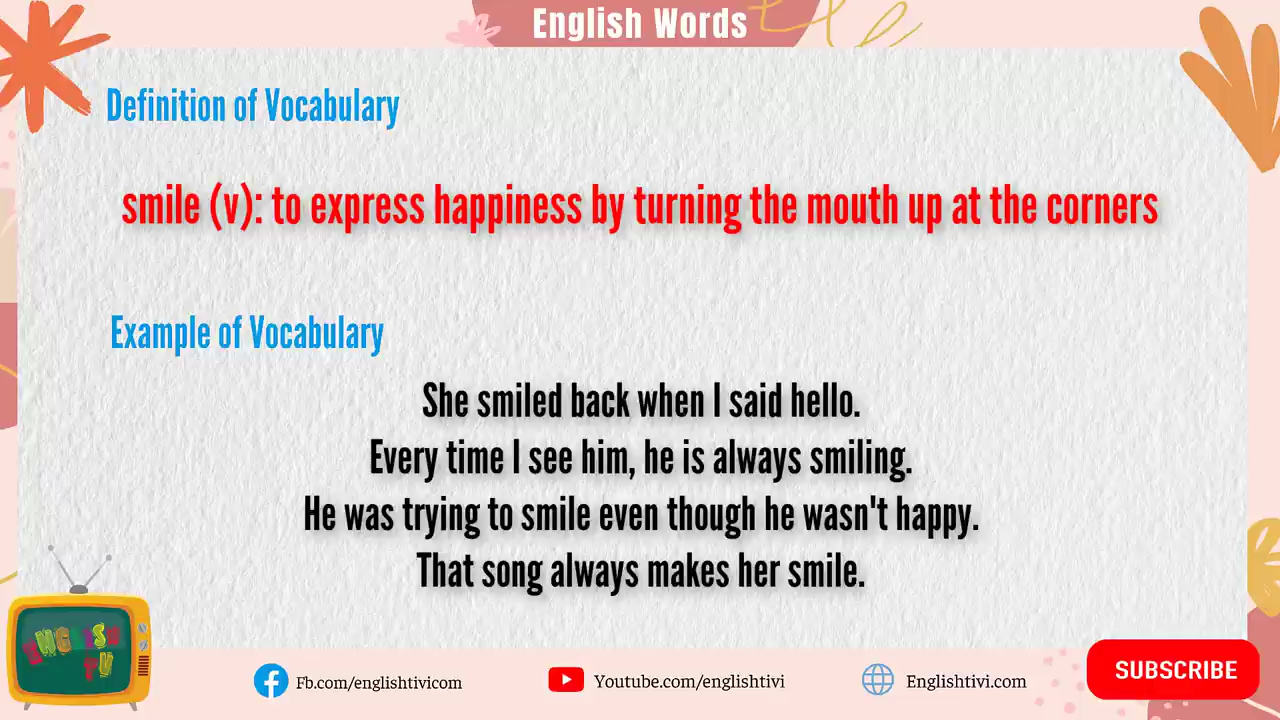 English Words
Definition of Vocabulary
smile (v): to express happiness by turning the mouth up at the corners
Example of Vocabulary
She smiled back when I said hello.
Every time I see him, he is always smiling.
He was trying to smile even though he wasn't happy.
That song always makes her smile.
ENGLISH
TV
Fb.com/englishtivicom
Youtube.com/englishtivi
Englishtivi.com
SUBSCRIBE